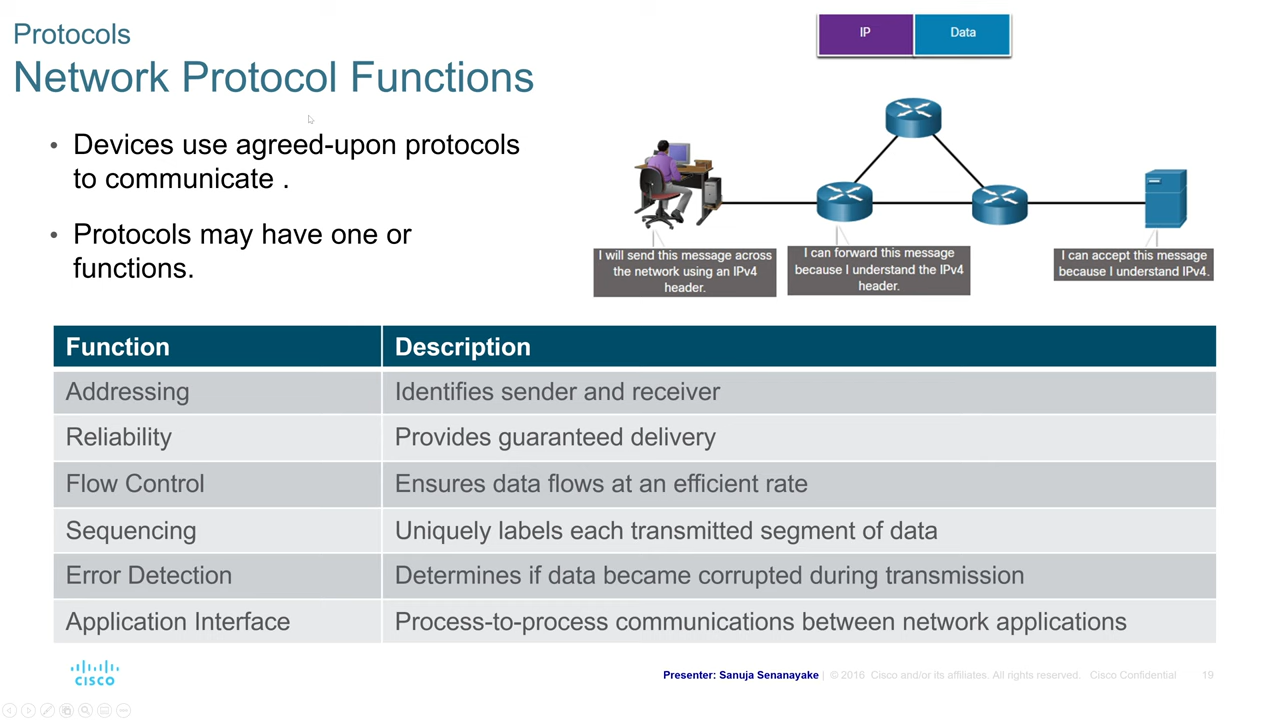 Protocols
Network Protocol Functions
Devices use agreed-upon protocols
to communicate .
Protocols may have one or
functions.
IP Data
I will send this message across
the network using an IPv4
header.
I can forward this message
because I understand the IPv4
header.
I can accept this message
because I understand IPv4.
Function Description
Addressing Identifies sender and receiver
Reliability Provides guaranteed delivery
Flow Control Ensures data flows at an efficient rate
Sequencing Uniquely labels each transmitted segment of data
Error Detection Determines if data became corrupted during transmission
Application Interface Process-to-process communications between network applications
CISCO
Presenter: Sanuja Senanayake | © 2016 Cisco and/or its affiliates. All rights reserved. Cisco Confidential 19